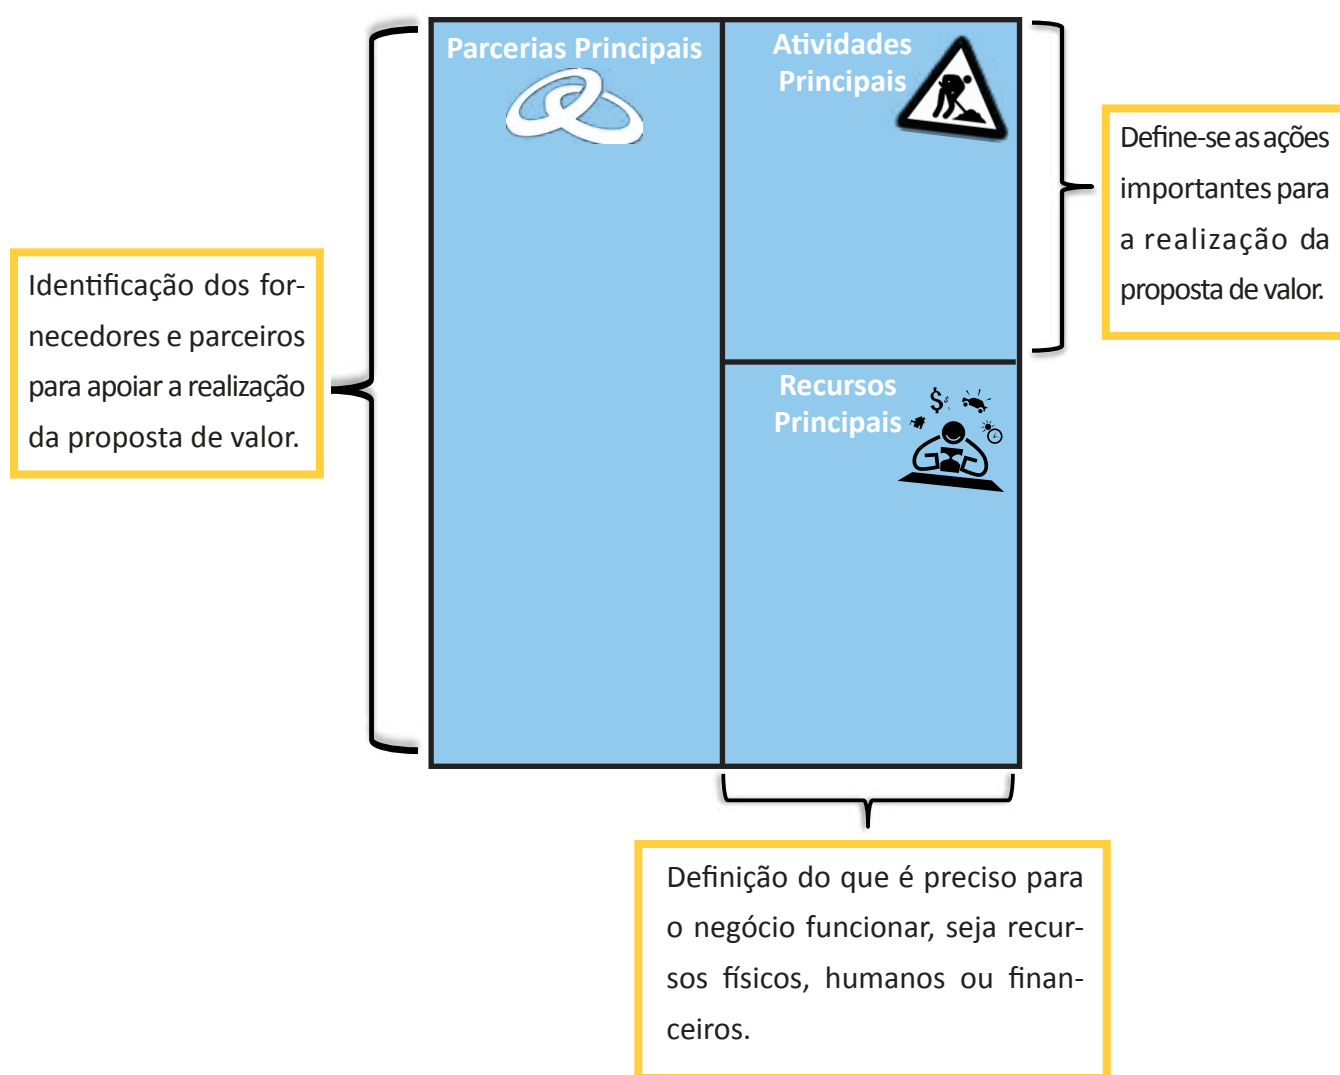 Parcerias Principais
Atividades
Principais
Define-se as ações
importantes para
a realização da
proposta de valor.
Identificação dos for-
necedores e parceiros
para apoiar a realização
da proposta de valor.
Recursos
Principais
$
$
Definição do que é preciso para
o negócio funcionar, seja recur-
sos físicos, humanos ou finan-
ceiros.